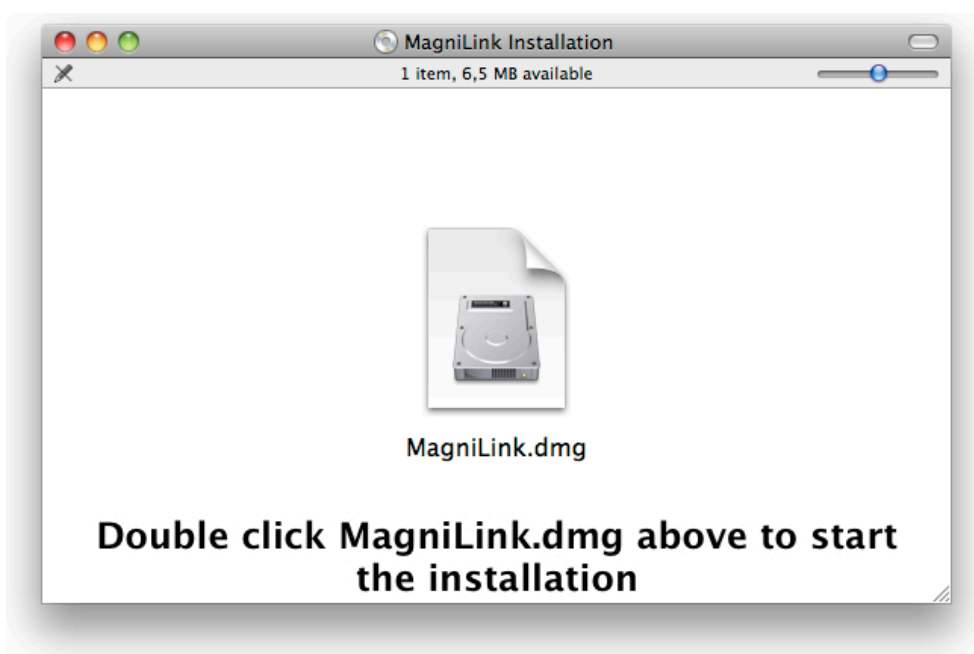 MagniLink Installation
1 item, 6,5 MB available
MagniLink.dmg
Double click MagniLink.dmg above to start
the installation